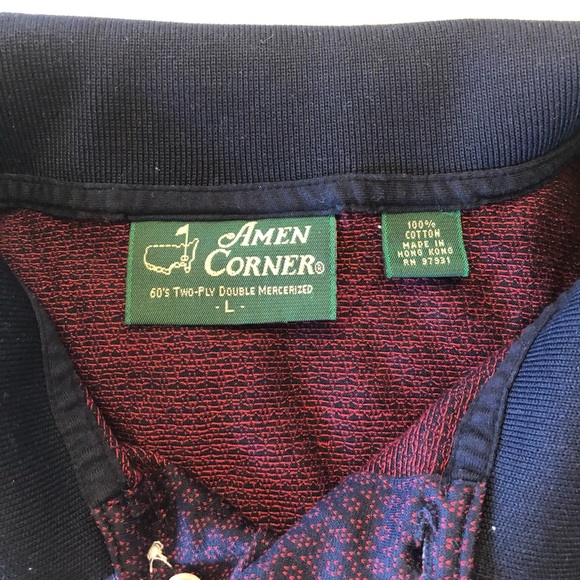 AMEN
CORNER®
60'S TWO-PLY DOUBLE MERCERIZED
- L -
100%
COTTON
MADE IN
HONG KONG
RN 97931